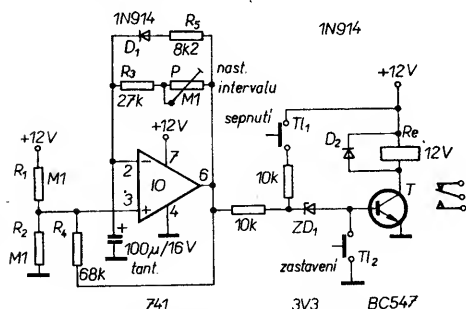 1N914
1N914
D₁
R₅
8k2
R₃
27k
P
M1
nast.
intervalu
+12V
+12V
+12V
sepnutí
Tl₁
D₂
Re
12V
R₁
M1
7
2
6
IO
3
4
10k
T
R₂
M1
R₄
68k
+
100µ/16V
tant.
10k
ZD₁
Tl₂
zastavení
741
3V3
BC547